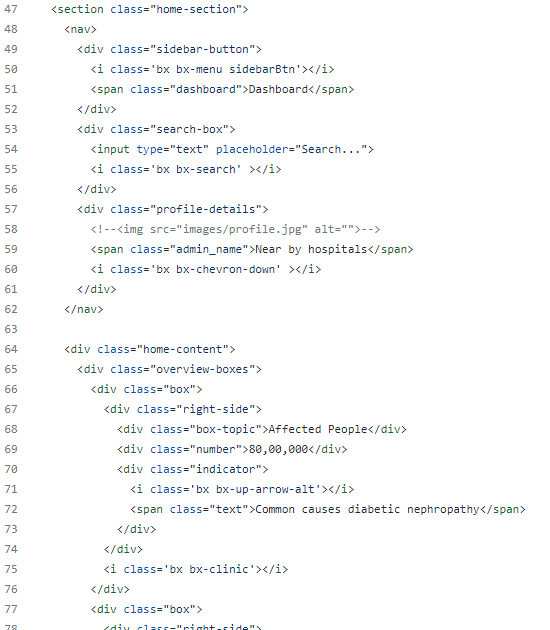 47 <section class="home-section">
48 <nav>
49 <div class="sidebar-button">
50 <i class='bx bx-menu sidebarBtn'></i>
51 <span class="dashboard">Dashboard</span>
52 </div>
53 <div class="search-box">
54 <input type="text" placeholder="Search...">
55 <i class='bx bx-search' ></i>
56 </div>
57 <div class="profile-details">
58 <!--<img src="images/profile.jpg" alt="">-->
59 <span class="admin_name">Near by hospitals</span>
60 <i class='bx bx-chevron-down' ></i>
61 </div>
62 </nav>
63
64 <div class="home-content">
65 <div class="overview-boxes">
66 <div class="box">
67 <div class="right-side">
68 <div class="box-topic">Affected People</div>
69 <div class="number">80,00,000</div>
70 <div class="indicator">
71 <i class='bx bx-up-arrow-alt'></i>
72 <span class="text">Common causes diabetic nephropathy</span>
73 </div>
74 </div>
75 <i class='bx bx-clinic'></i>
76 </div>
77 <div class="box">
78 <div class="right-side">